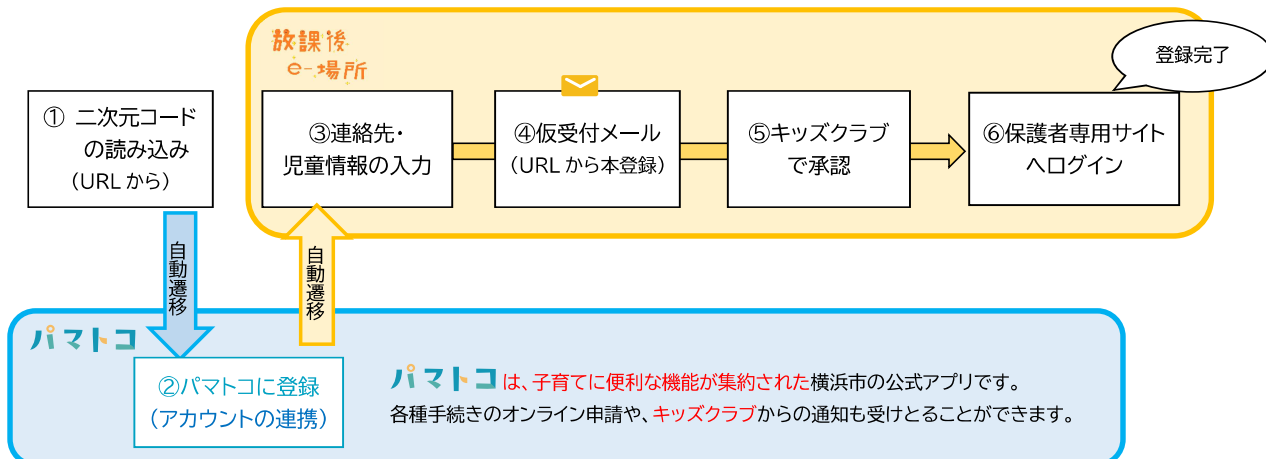 放課後
e-場所
登録完了
① 二次元コード
の読み込み
(URLから)
③連絡先・
児童情報の入力
④仮受付メール
(URLから本登録)
⑤キッズクラブ
で承認
⑥保護者専用サイト
へログイン
自動遷移
自動遷移
パマトコ
②パマトコに登録
(アカウントの連携)
パマトコは、子育てに便利な機能が集約された横浜市の公式アプリです。
各種手続きのオンライン申請や、キッズクラブからの通知も受けとることができます。